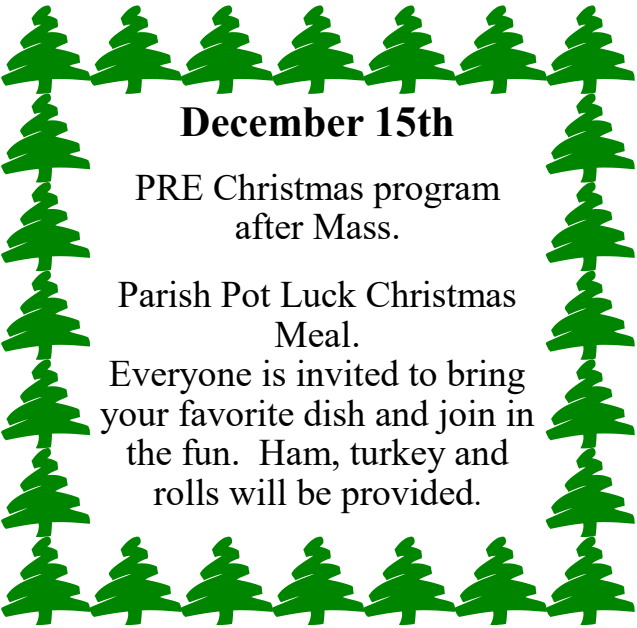 December 15th
PRE Christmas program
after Mass.
Parish Pot Luck Christmas
Meal.
Everyone is invited to bring
your favorite dish and join in
the fun.  Ham, turkey and
rolls will be provided.